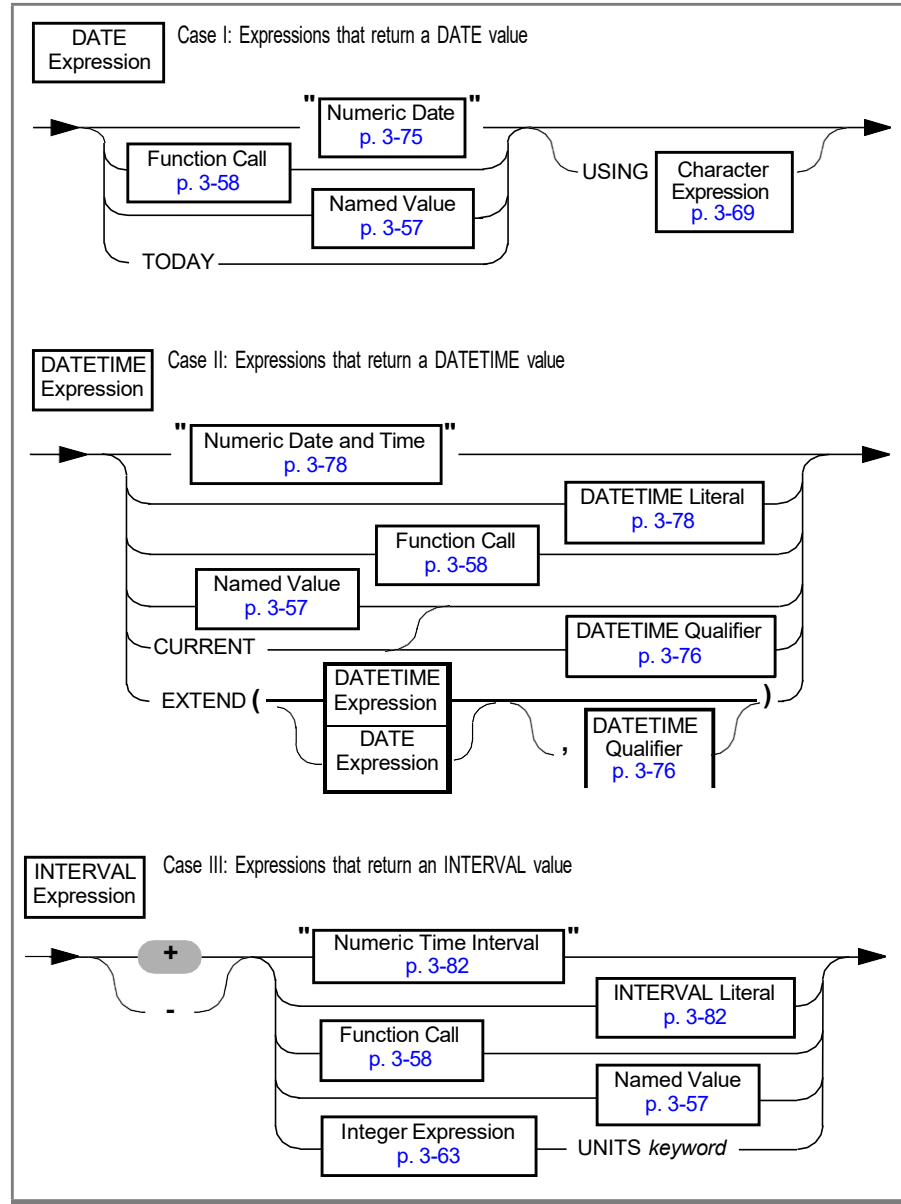 DATE
Expression
Case I: Expressions that return a DATE value
" Numeric Date "
p. 3-75
Function Call
p. 3-58
Named Value
p. 3-57
TODAY
USING
Character
Expression
p. 3-69
DATETIME
Expression
Case II: Expressions that return a DATETIME value
" Numeric Date and Time "
p. 3-78
DATETIME Literal
p. 3-78
Function Call
p. 3-58
Named Value
p. 3-57
CURRENT
DATETIME Qualifier
p. 3-76
EXTEND (
DATETIME
Expression
DATE
Expression
,
DATETIME
Qualifier
p. 3-76
)
INTERVAL
Expression
Case III: Expressions that return an INTERVAL value
+
-
" Numeric Time Interval "
p. 3-82
INTERVAL Literal
p. 3-82
Function Call
p. 3-58
Named Value
p. 3-57
Integer Expression
p. 3-63
UNITS keyword